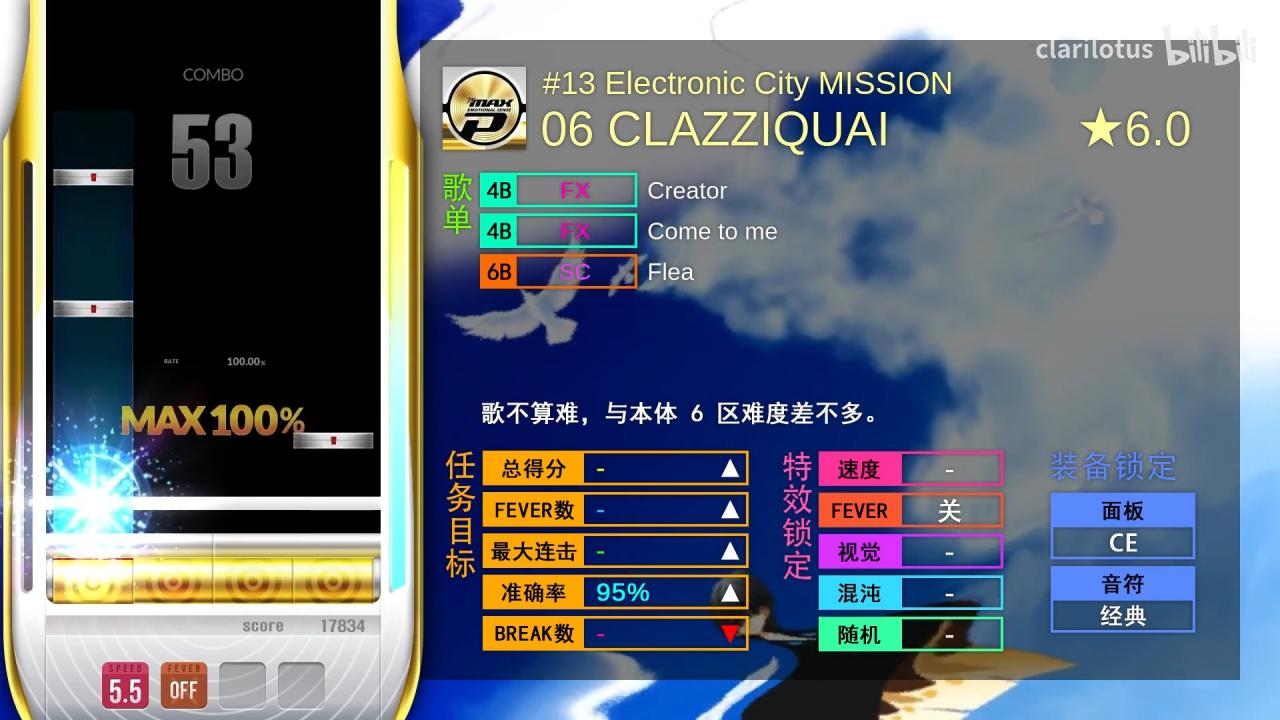 COMBO
53
RATE 100.00%
MAX 100%
score 17834
SPEED
5.5
FEVER
OFF
clarilotus bilibili
MAX
EMOTIONAL SENSE
P
#13 Electronic City MISSION
06 CLAZZIQUAI
★6.0
歌单
4B FX Creator
4B FX Come to me
6B SC Flea
歌不算难，与本体 6 区难度差不多。
任务目标
总得分 - ▲
FEVER数 - ▲
最大连击 - ▲
准确率 95% ▲
BREAK数 - ▼
特效锁定
速度 -
FEVER 关
视觉 -
混沌 -
随机 -
装备锁定
面板
CE
音符
经典